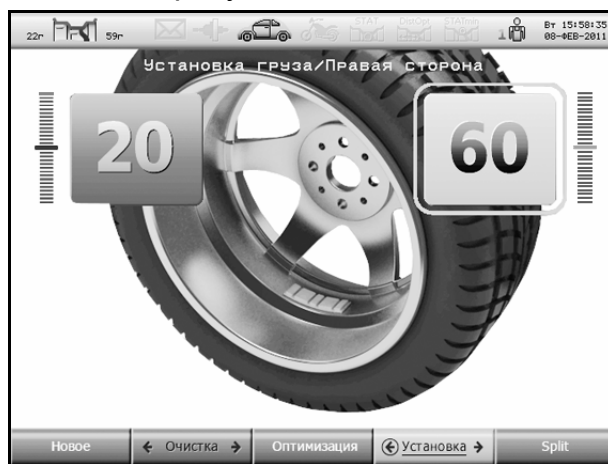 22г 59г STAT DistOpt STATmin 1 Вт 15:58:35
08-ФЕВ-2011
Установка груза/Правая сторона
20 60
Новое Очистка Оптимизация Установка Split